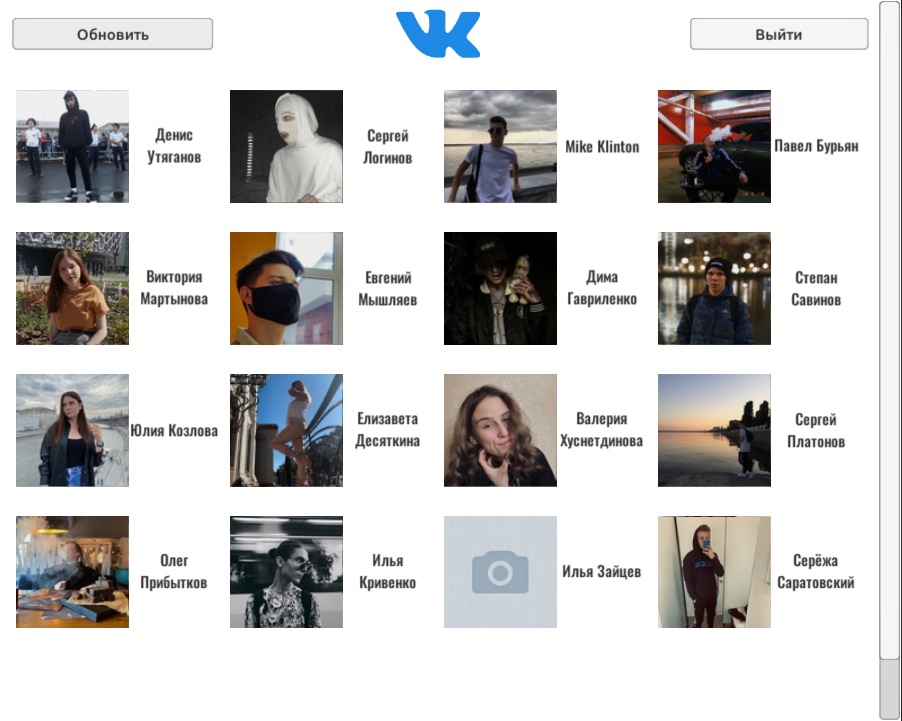 Обновить
Выйти
Денис
Утяганов
Сергей
Логинов
Mike Klinton
Павел Бурьян
Виктория
Мартынова
Евгений
Мышляев
Дима
Гавриленко
Степан
Савинов
Юлия Козлова
Елизавета
Десяткина
Валерия
Хуснетдинова
Сергей
Платонов
Олег
Прибытков
Илья
Кривенко
Илья Зайцев
Серёжа
Саратовский